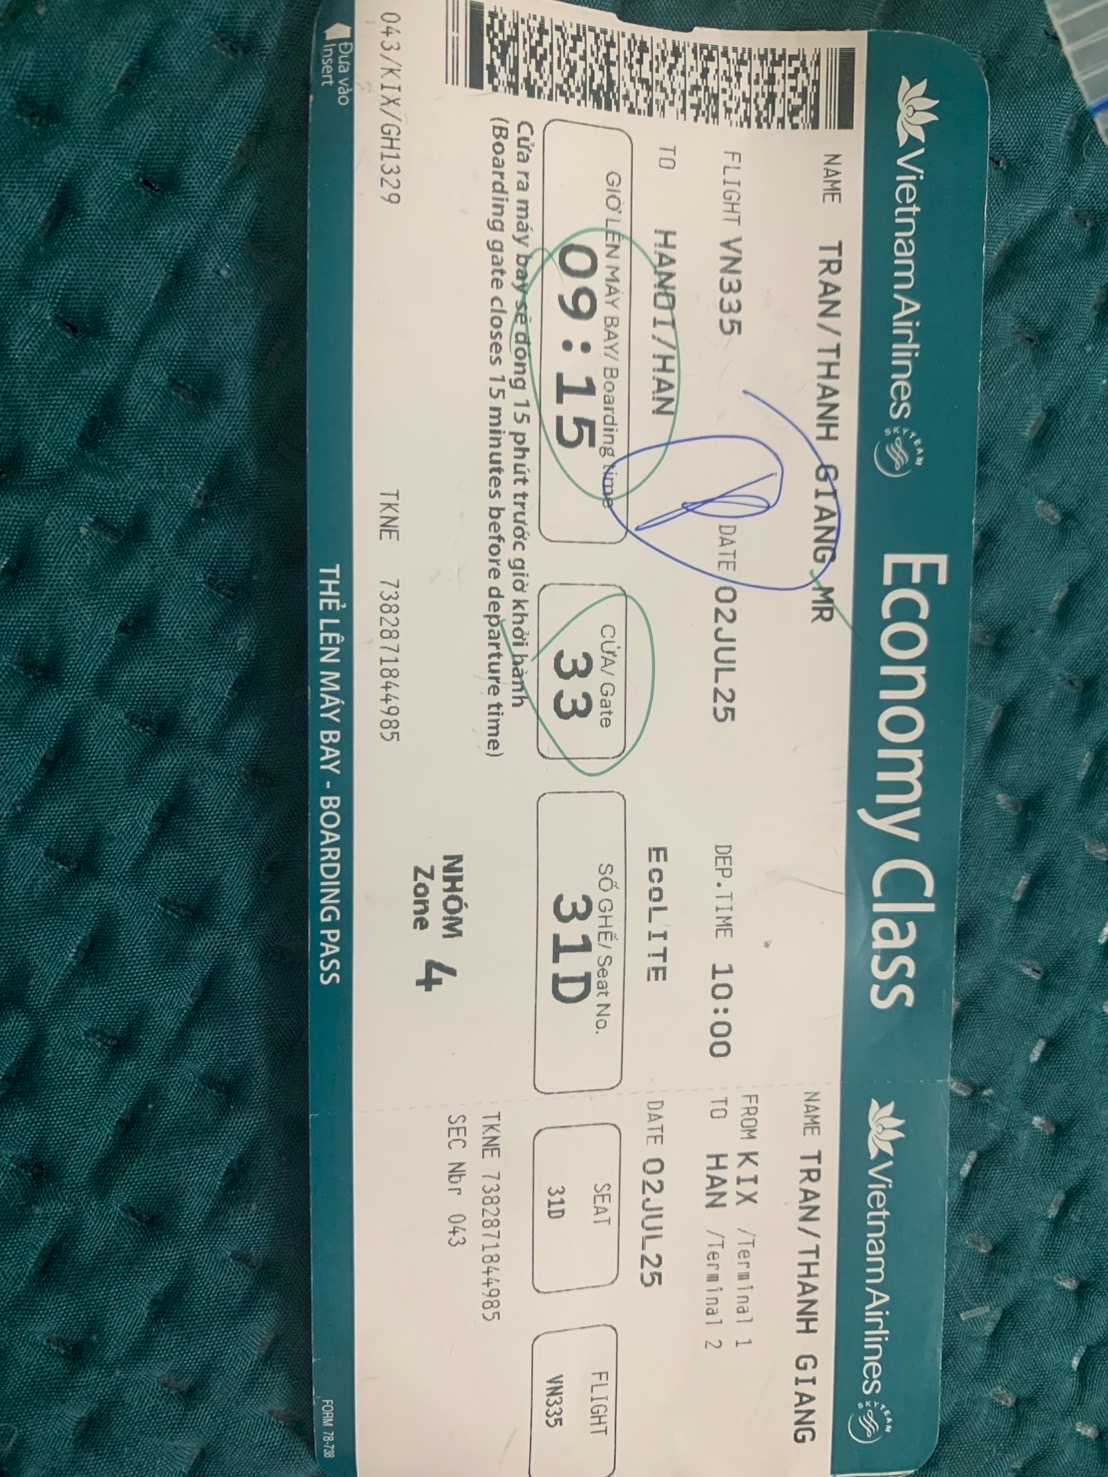 Vietnam Airlines SKYTEAM Economy Class
NAME TRAN/THANH GIANG MR
FLIGHT VN335 DATE 02JUL25 DEP.TIME 10:00
TO HANOI/HAN EcoLITE
GIỜ LÊN MÁY BAY/ Boarding time
09:15
CỬA/ Gate
33
SỐ GHẾ/ Seat No.
31D
Cửa ra máy bay sẽ đóng 15 phút trước giờ khởi hành
(Boarding gate closes 15 minutes before departure time)
NHÓM
Zone 4
043/KIX/GH1329 TKNE 7382871844985
Đưa vào
Insert
THẺ LÊN MÁY BAY - BOARDING PASS
Vietnam Airlines SKYTEAM
NAME TRAN/THANH GIANG
FROM KIX /Terminal 1
TO HAN /Terminal 2
DATE 02JUL25
SEAT
31D
FLIGHT
VN335
TKNE 7382871844985
SEC Nbr 043
FORM 78-738